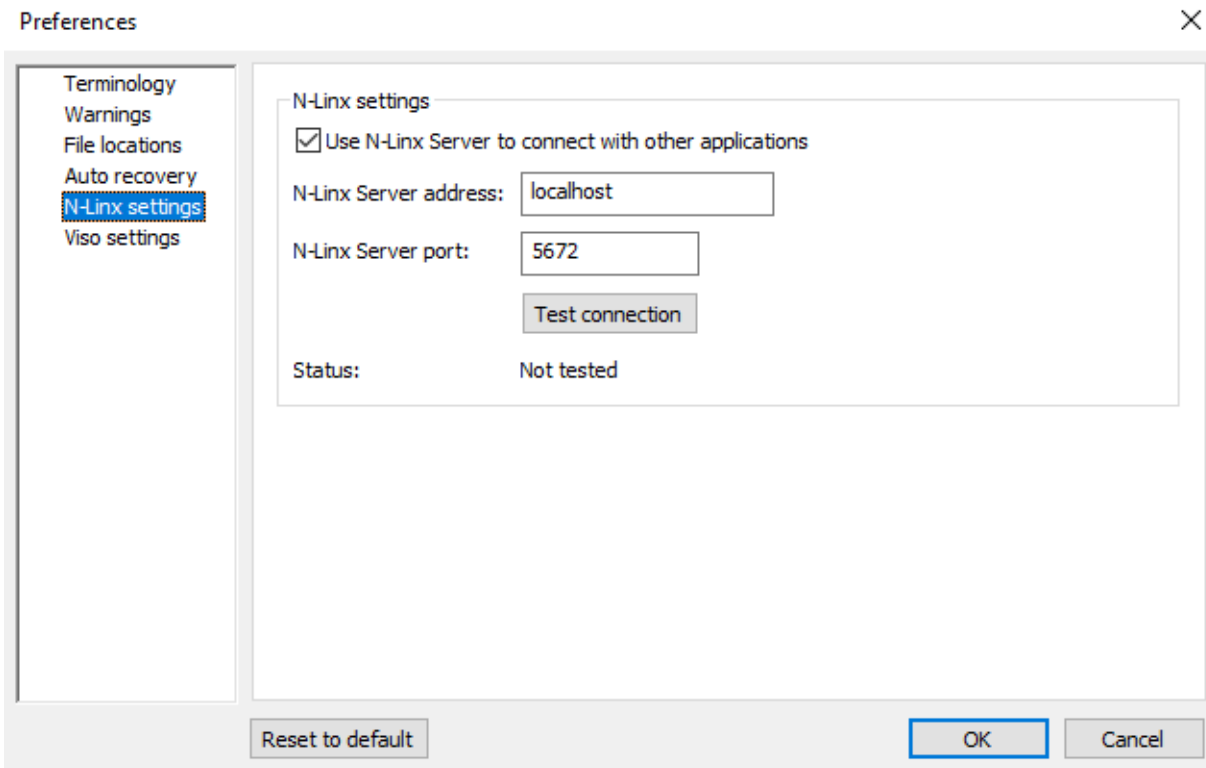 Preferences
Terminology
Warnings
File locations
Auto recovery
N-Linx settings
Viso settings
N-Linx settings
Use N-Linx Server to connect with other applications
N-Linx Server address: localhost
N-Linx Server port: 5672
Test connection
Status: Not tested
Reset to default OK Cancel